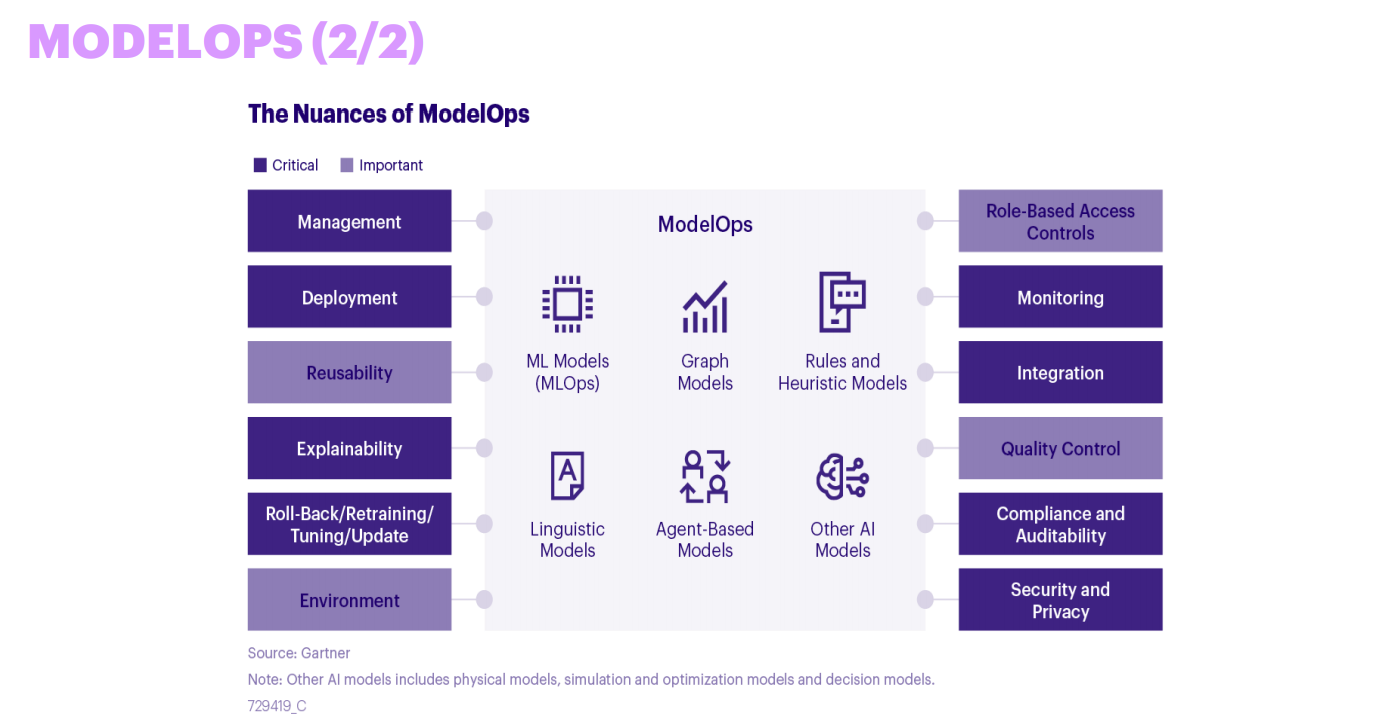 MODELOPS (2/2)
The Nuances of ModelOps
Critical
Important
Management
Deployment
Reusability
Explainability
Roll-Back/Retraining/
Tuning/Update
Environment
ModelOps
ML Models
(MLOps)
Graph
Models
Rules and
Heuristic Models
A
Linguistic
Models
Agent-Based
Models
Other AI
Models
Role-Based Access
Controls
Monitoring
Integration
Quality Control
Compliance and
Auditability
Security and
Privacy
Source: Gartner
Note: Other AI models includes physical models, simulation and optimization models and decision models.
729419_C